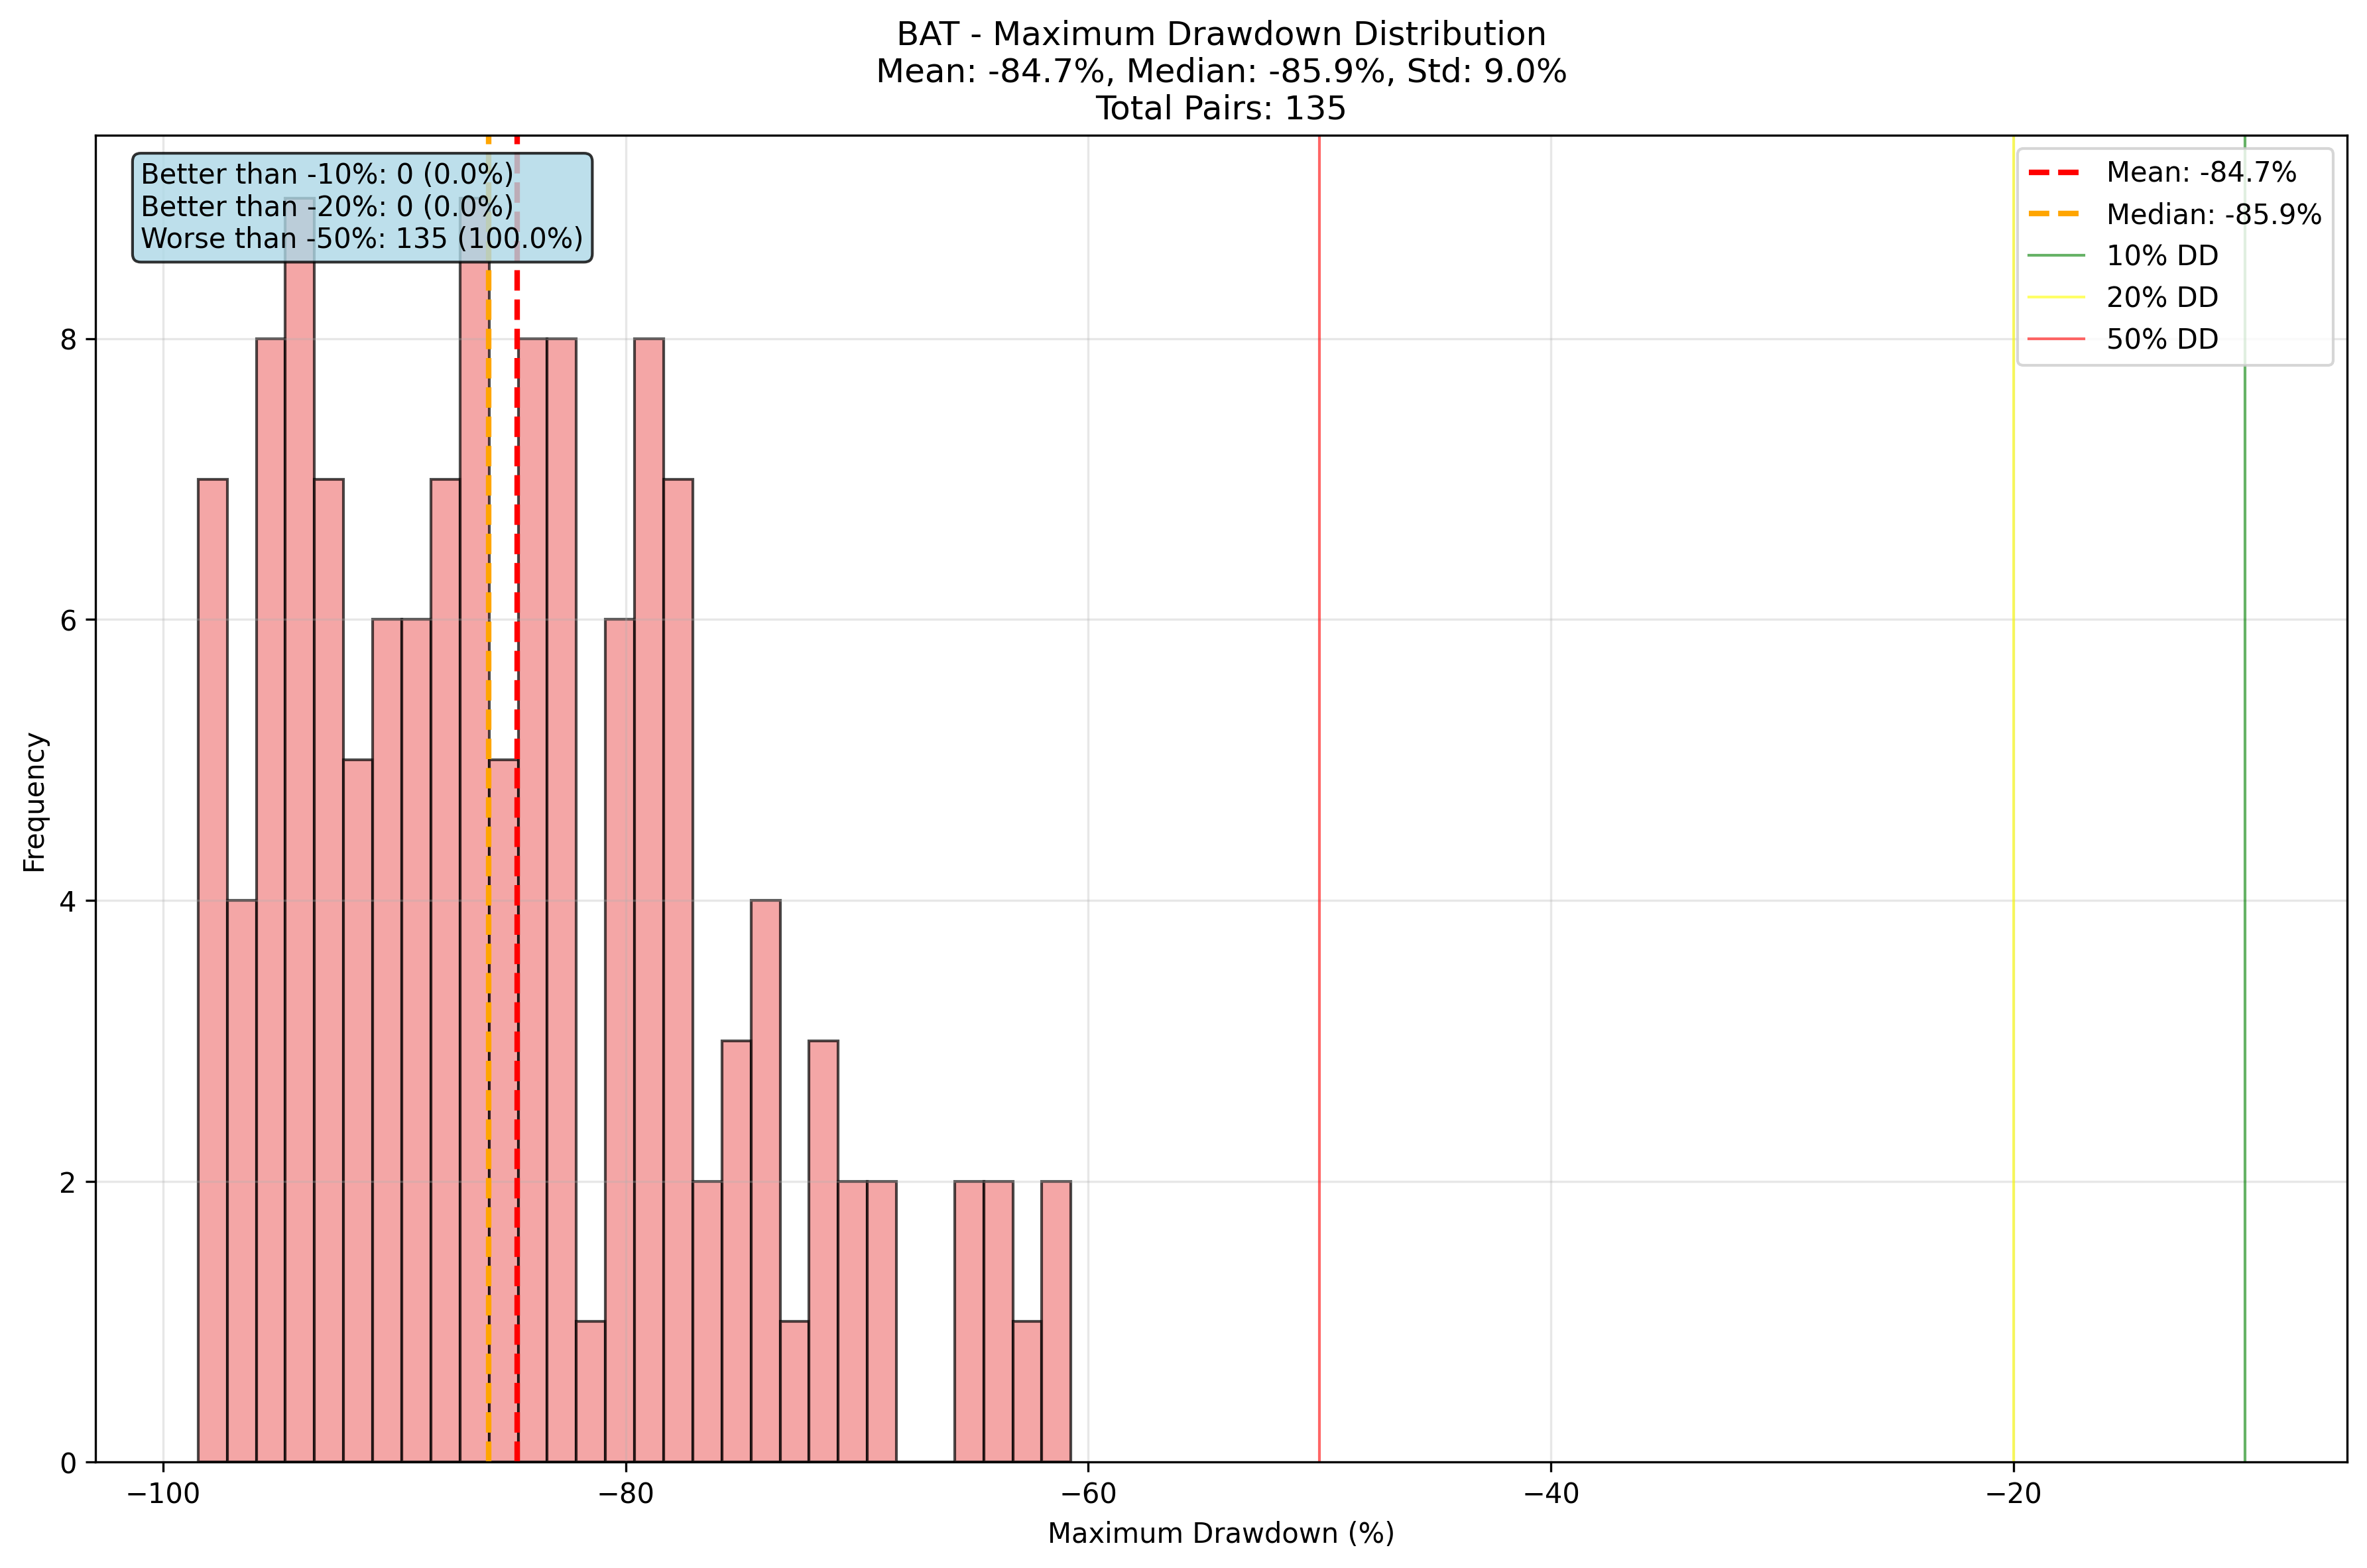 BAT - Maximum Drawdown Distribution
Mean: -84.7%, Median: -85.9%, Std: 9.0%
Total Pairs: 135
Better than -10%: 0 (0.0%)
Better than -20%: 0 (0.0%)
Worse than -50%: 135 (100.0%)
Mean: -84.7%
Median: -85.9%
10% DD
20% DD
50% DD
Frequency
8
6
4
2
0
−100
−80
−60
−40
−20
Maximum Drawdown (%)